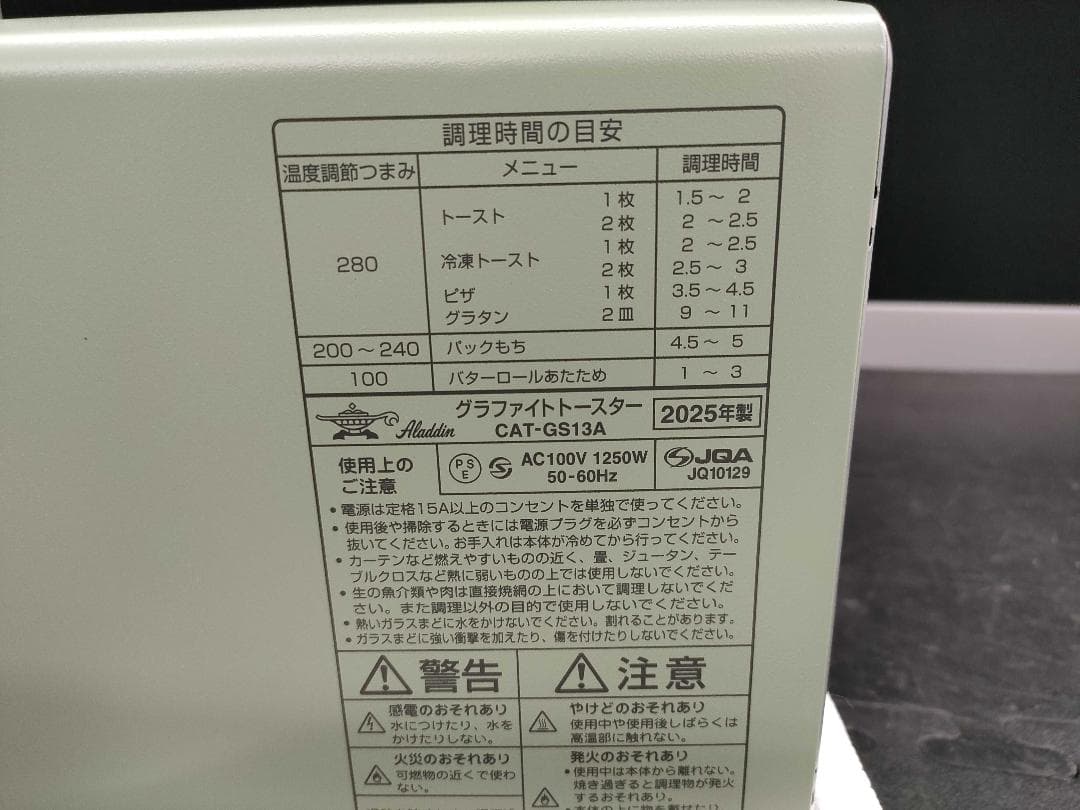 調理時間の目安
温度調節つまみ メニュー 調理時間
280 トースト 1枚 1.5～ 2
2枚 2 ～2.5
冷凍トースト 1枚 2 ～2.5
2枚 2.5～ 3
ピザ 1枚 3.5～4.5
グラタン 2皿 9 ～ 11
200～240 パックもち 4.5～ 5
100 バターロールあたため 1 ～ 3
Aladdin グラファイトトースター 2025年製
CAT-GS13A
使用上の
ご注意
PSE AC100V 1250W
50-60Hz
JQA
JQ10129
•電源は定格15A以上のコンセントを単独で使ってください。
•使用後や掃除するときには電源プラグを必ずコンセントから
抜いてください。お手入れは本体が冷めてから行ってください。
•カーテンなど燃えやすいものの近く、畳、ジュータン、テー
ブルクロスなど熱に弱いものの上では使用しないでください。
•生の魚介類や肉は直接焼網の上において調理しないでくだ
さい。また調理以外の目的で使用しないでください。
•熱いガラスまどに水をかけないでください。割れることがあります。
•ガラスまどに強い衝撃を加えたり、傷を付けたりしないでください。
警告
感電のおそれあり
水につけたり、水を
かけたりしない。
火災のおそれあり
可燃物の近くで使わ
ない。
注意
やけどのおそれあり
使用中や使用後しばらくは
高温部に触れない。
発火のおそれあり
•使用中は本体から離れない。
焼き過ぎると調理物が発火
するおそれあり
•本体の上に物を載せたり